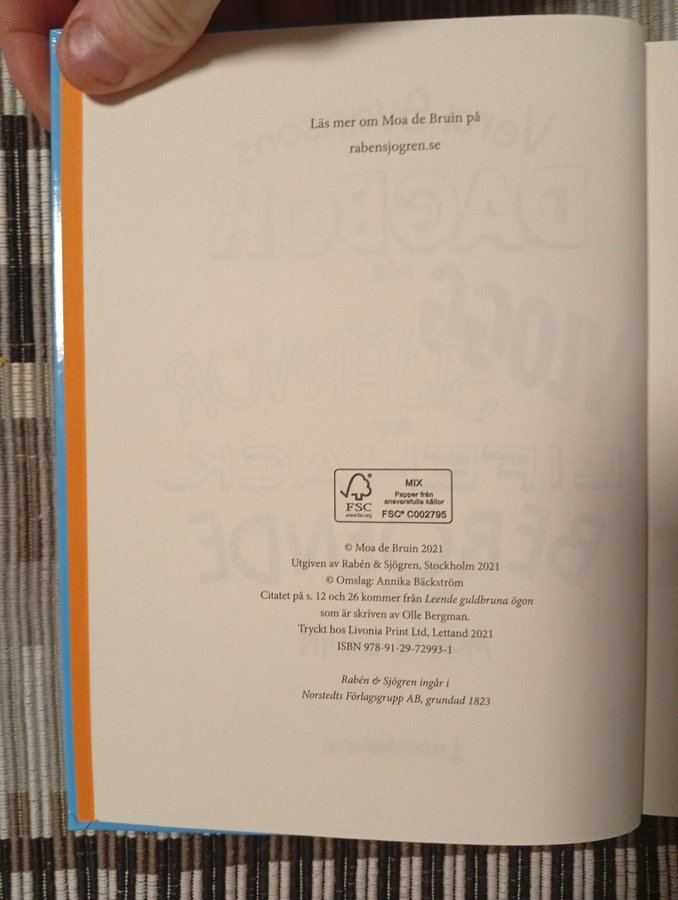 Läs mer om Moa de Bruin på
rabensjogren.se
FSC
www.fsc.org
MIX
Papper från
ansvarsfulla källor
FSC® C002795
© Moa de Bruin 2021
Utgiven av Rabén & Sjögren, Stockholm 2021
© Omslag: Annika Bäckström
Citatet på s. 12 och 26 kommer från Leende guldbruna ögon
som är skriven av Olle Bergman.
Tryckt hos Livonia Print Ltd, Lettand 2021
ISBN 978-91-29-72993-1
Rabén & Sjögren ingår i
Norstedts Förlagsgrupp AB, grundad 1823